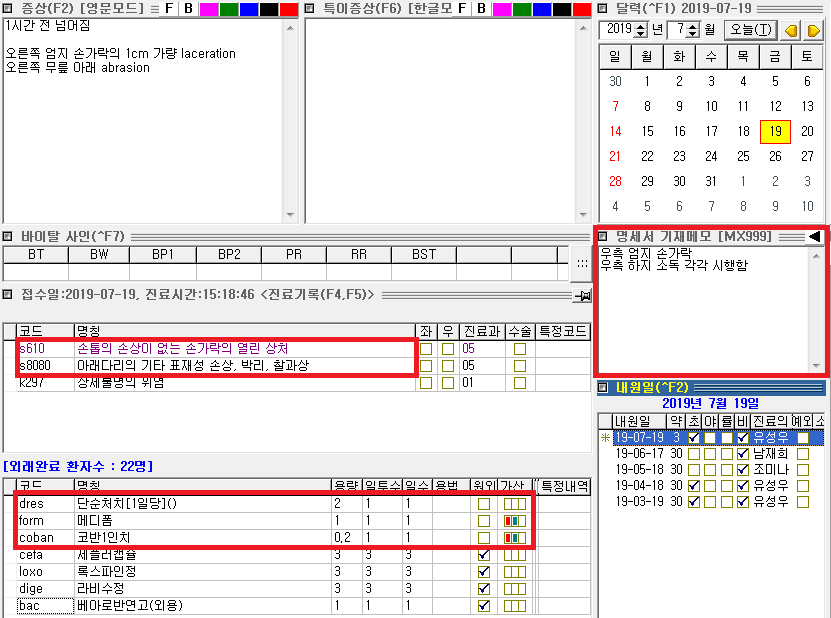 증상(F2) [영문모드] F B
특이증상(F6) [한글모 F B
달력(^F1) 2019-07-19
1시간 전 넘어짐
오른쪽 엄지 손가락의 1cm 가량 laceration
오른쪽 무릎 아래 abrasion
2019 년 7 월 오늘(T)
일 월 화 수 목 금 토
30 1 2 3 4 5 6
7 8 9 10 11 12 13
14 15 16 17 18 19 20
21 22 23 24 25 26 27
28 29 30 31 1 2 3
4 5 6 7 8 9 10
바이탈 사인(^F7)
BT BW BP1 BP2 PR RR BST
명세서 기재메모 [MX999]
우측 엄지 손가락
우측 하지 소독 각각 시행함
접수일:2019-07-19, 진료시간:15:18:46 <진료기록(F4,F5)>
코드 명칭 좌 우 진료과 수술 특정코드
s610 손톱의 손상이 없는 손가락의 열린 상처 05
s8080 아래다리의 기타 표재성 손상, 박리, 찰과상 05
k297 상세불명의 위염 01
내원일(^F2)
2019년 7월 19일
내원일 약 초 야 률 비 진료의 예외 소
19-07-19 3 유성우
19-06-17 30 남재희
19-05-18 30 조미나
19-04-18 30 유성우
19-03-19 30 유성우
[외래완료 환자수 : 22명]
코드 명칭 용량 일투수 일수 용법 원외 가산 특정내역
dres 단순처치[1일당]() 2 1 1
form 메디폼 1 1 1
coban 코반1인치 0.2 1 1
cefa 세플러캡슐 3 3 3
loxo 록스파인정 3 3 3
dige 라비수정 3 3 3
bac 베아로반연고(외용) 1 1 1